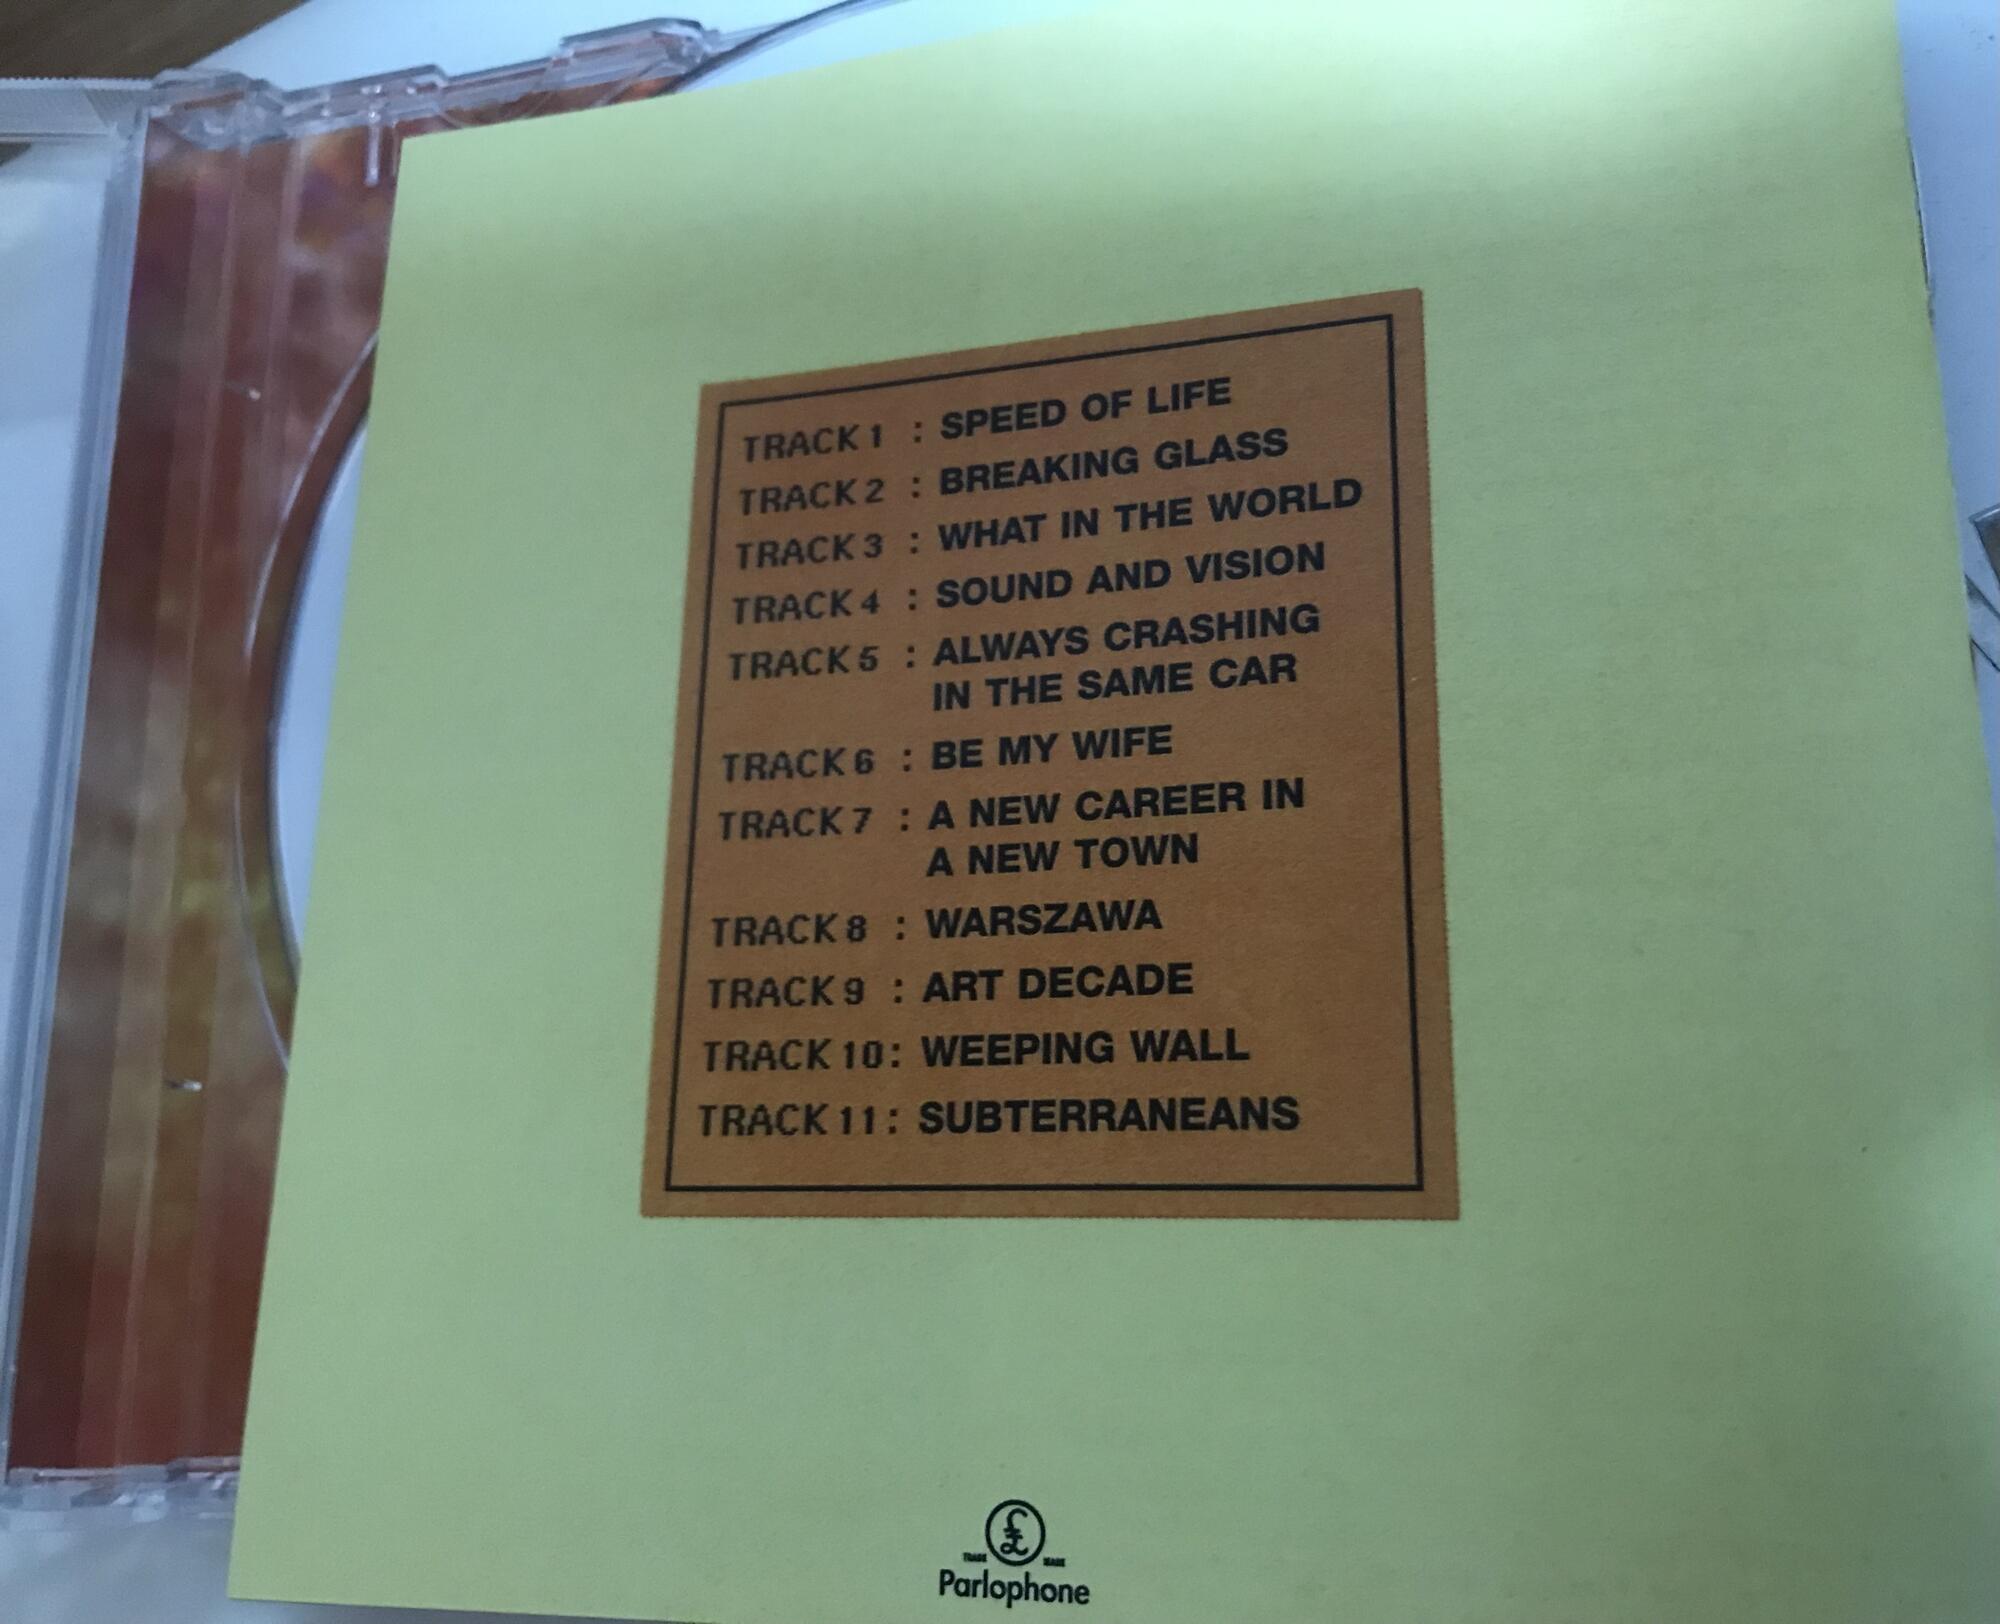 TRACK 1 : SPEED OF LIFE
TRACK 2 : BREAKING GLASS
TRACK 3 : WHAT IN THE WORLD
TRACK 4 : SOUND AND VISION
TRACK 5 : ALWAYS CRASHING
IN THE SAME CAR
TRACK 6 : BE MY WIFE
TRACK 7 : A NEW CAREER IN
A NEW TOWN
TRACK 8 : WARSZAWA
TRACK 9 : ART DECADE
TRACK 10 : WEEPING WALL
TRACK 11 : SUBTERRANEANS
£
TRADE MARK
Parlophone